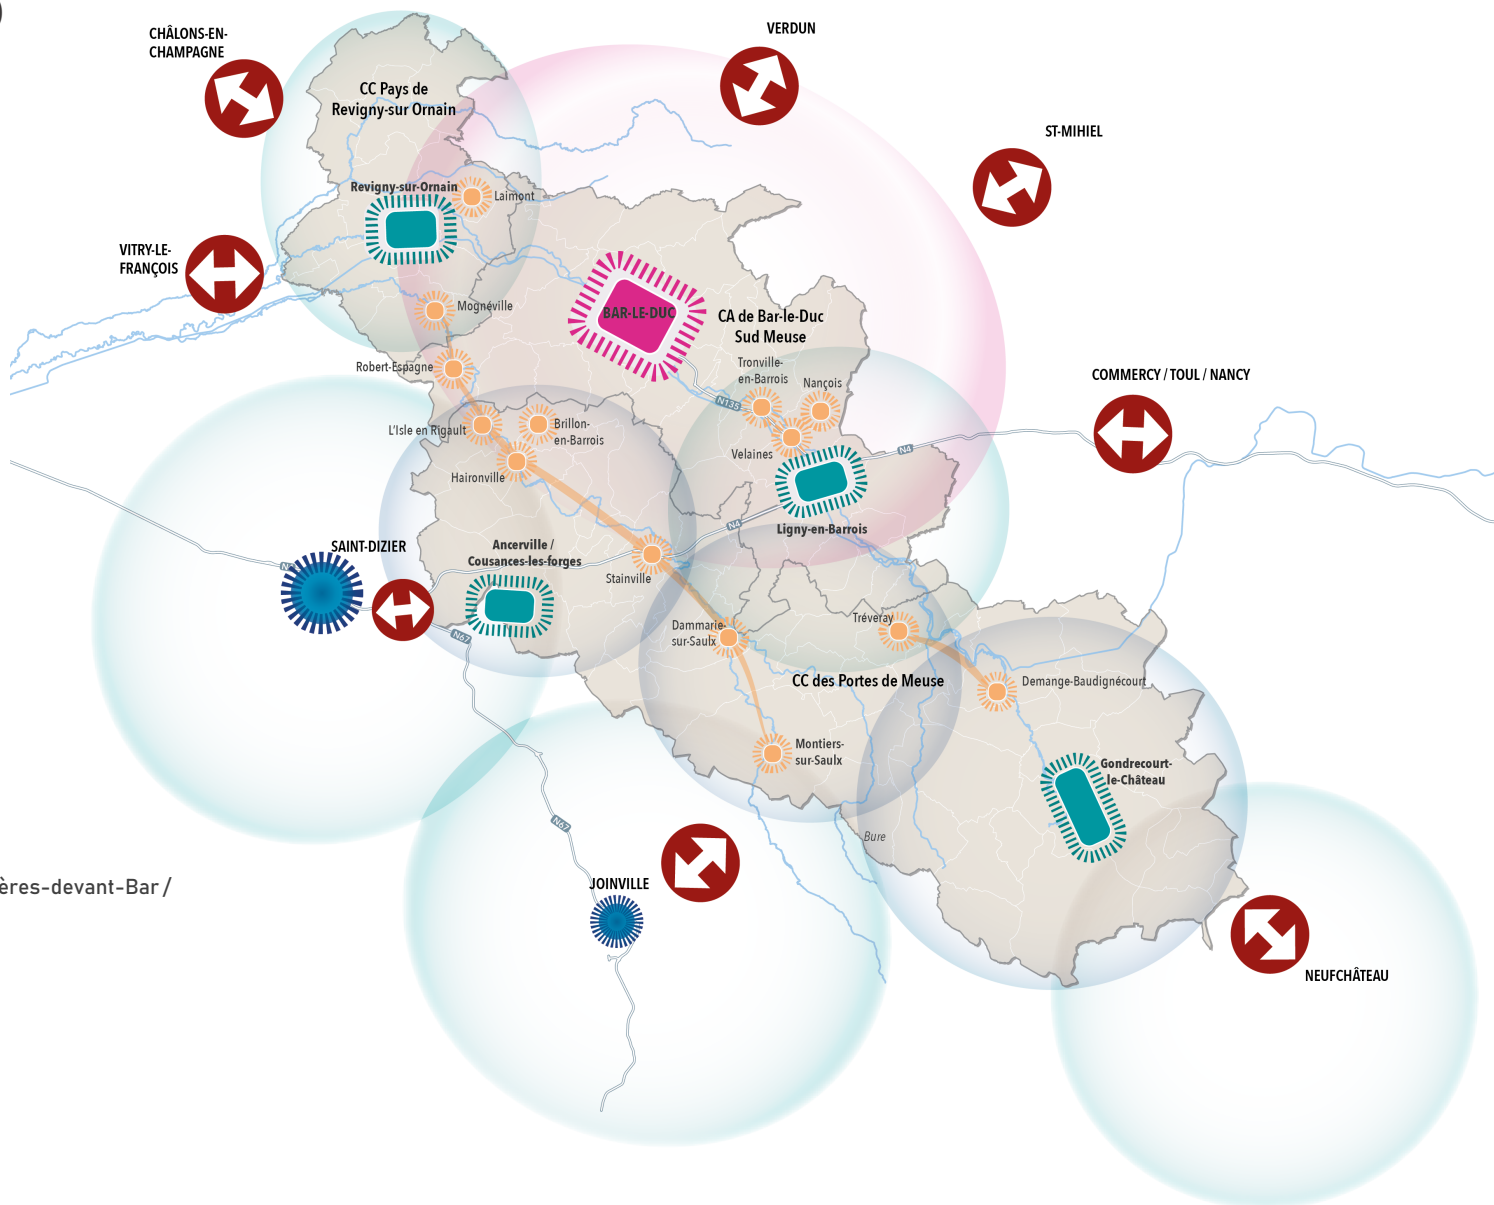 )
CHÂLONS-EN-
CHAMPAGNE
VERDUN
CC Pays de
Revigny-sur Ornain
ST-MIHIEL
Revigny-sur-Ornain
Laimont
VITRY-LE-
FRANÇOIS
Mognéville
BAR-LE-DUC
CA de Bar-le-Duc
Sud Meuse
Robert-Espagne
Tronville-
en-Barrois
Nançois
COMMERCY / TOUL / NANCY
N135
L'Isle en Rigault
Brillon-
en-Barrois
Velaines
N4
Haironville
N4
Ligny-en-Barrois
SAINT-DIZIER
Ancerville /
Cousances-les-forges
Stainville
N67
Dammarie-
sur-Saulx
Tréveray
CC des Portes de Meuse
Demange-Baudignécourt
Montiers-
sur-Saulx
Gondrecourt-
le-Château
N67
Bure
ères-devant-Bar /
JOINVILLE
NEUFCHÂTEAU